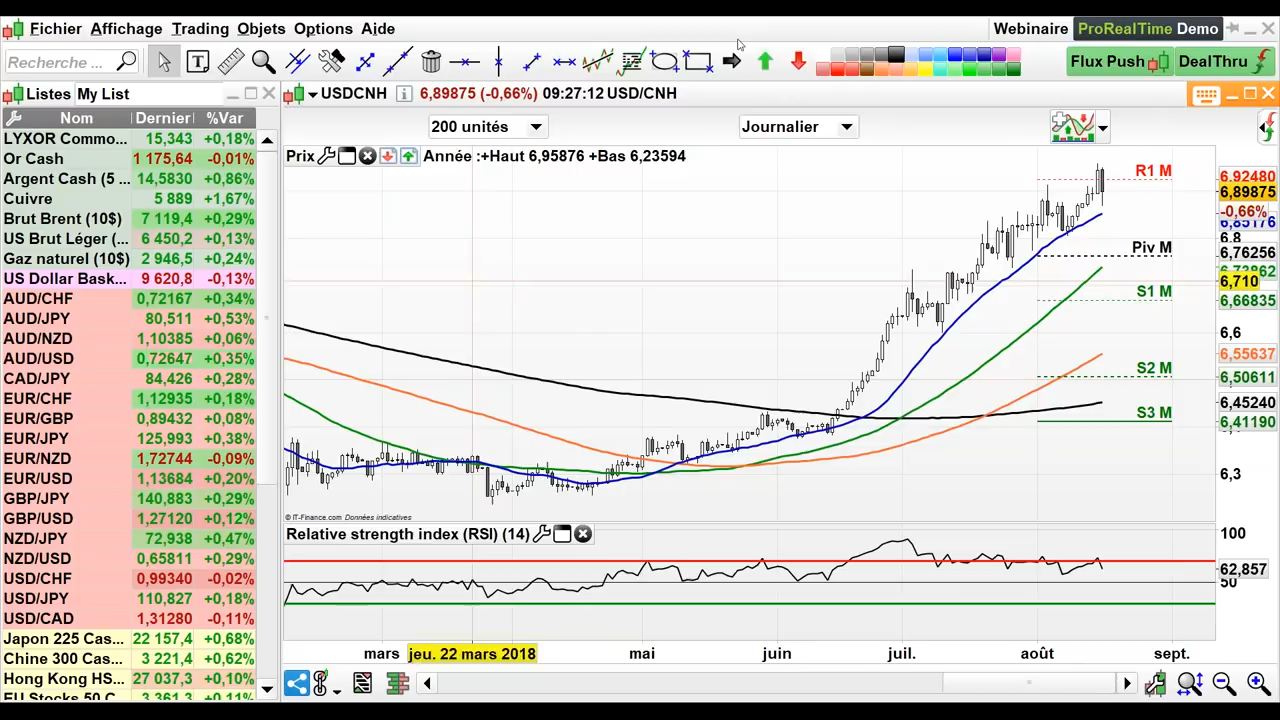 Fichier Affichage Trading Objets Options Aide Webinaire ProRealTime Demo
Recherche ... T Flux Push DealThru
Listes My List USDCNH 6,89875 (-0,66%) 09:27:12 USD/CNH
Nom Dernier %Var
200 unités Journalier
Prix Année :+Haut 6,95876 +Bas 6,23594
LYXOR Commo... 15,343 +0,18%
Or Cash 1 175,64 -0,01%
Argent Cash (5 ... 14,5830 +0,86%
Cuivre 5 889 +1,67%
Brut Brent (10$) 7 119,4 +0,29%
US Brut Léger (... 6 450,2 +0,13%
Gaz naturel (10$) 2 946,5 +0,24%
US Dollar Bask... 9 620,8 -0,13%
AUD/CHF 0,72167 +0,34%
AUD/JPY 80,511 +0,53%
AUD/NZD 1,10385 +0,06%
AUD/USD 0,72647 +0,35%
CAD/JPY 84,426 +0,28%
EUR/CHF 1,12935 +0,18%
EUR/GBP 0,89432 +0,08%
EUR/JPY 125,993 +0,38%
EUR/NZD 1,72744 -0,09%
EUR/USD 1,13684 +0,20%
GBP/JPY 140,883 +0,29%
GBP/USD 1,27120 +0,12%
NZD/JPY 72,938 +0,47%
NZD/USD 0,65811 +0,29%
USD/CHF 0,99340 -0,02%
USD/JPY 110,827 +0,18%
USD/CAD 1,31280 -0,11%
Japon 225 Cas... 22 157,4 +0,68%
Chine 300 Cas... 3 221,4 +0,62%
Hong Kong HS... 27 037,3 +0,10%
EU Stocks 50 C... 3 361,3 +0,11%
R1 M 6,92480
6,89875
-0,66%
6,85176
6,8
Piv M 6,76256
6,710
S1 M 6,66835
6,6
6,55637
S2 M 6,50611
6,45240
S3 M 6,41190
6,3
© IT-Finance.com Données indicatives
Relative strength index (RSI) (14) 100
62,857
50
mars jeu. 22 mars 2018 mai juin juil. août sept.